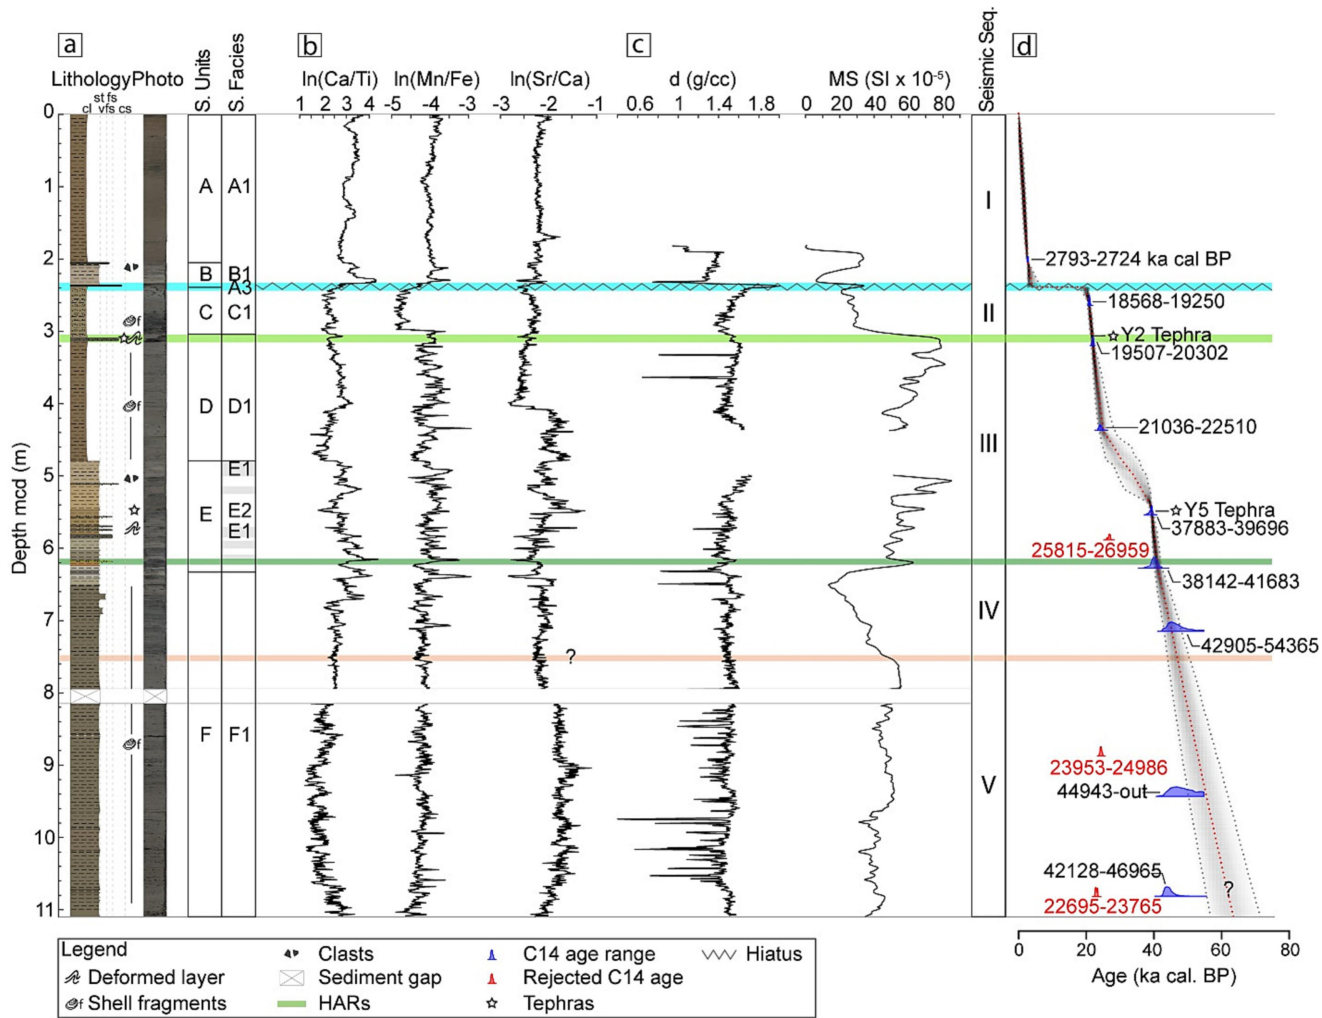 a
b
c
d
Lithology Photo
S. Units
S. Facies
ln(Ca/Ti)
ln(Mn/Fe)
ln(Sr/Ca)
d (g/cc)
MS (SI x 10⁻⁵)
Seismic Seq.
st fs
cl vfs cs
1 2 3 4
-5 -4 -3
-3 -2 -1
0.6 1 1.4 1.8
0 20 40 60 80
Depth mcd (m)
0
1
2
3
4
5
6
7
8
9
10
11
A
B
C
D
E
F
A1
B1
A3
C1
D1
E1
E2
E1
F1
f
f
f
?
I
II
III
IV
V
2793-2724 ka cal BP
18568-19250
Y2 Tephra
19507-20302
21036-22510
Y5 Tephra
37883-39696
25815-26959
38142-41683
42905-54365
23953-24986
44943-out
42128-46965
22695-23765
?
0 20 40 60 80
Age (ka cal. BP)
Legend
Deformed layer
f Shell fragments
Clasts
Sediment gap
HARs
C14 age range
Rejected C14 age
Tephras
Hiatus